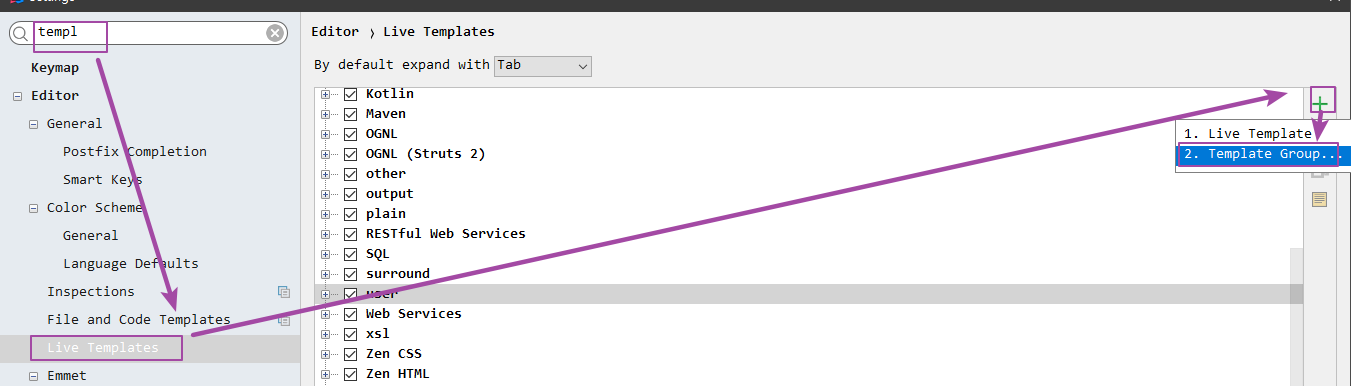 Settings
templ
Keymap
Editor
General
Postfix Completion
Smart Keys
Color Scheme
General
Language Defaults
Inspections
File and Code Templates
Live Templates
Emmet
Editor › Live Templates
By default expand with Tab
Kotlin
Maven
OGNL
OGNL (Struts 2)
other
output
plain
RESTful Web Services
SQL
surround
user
Web Services
xsl
Zen CSS
Zen HTML
1. Live Template
2. Template Group...